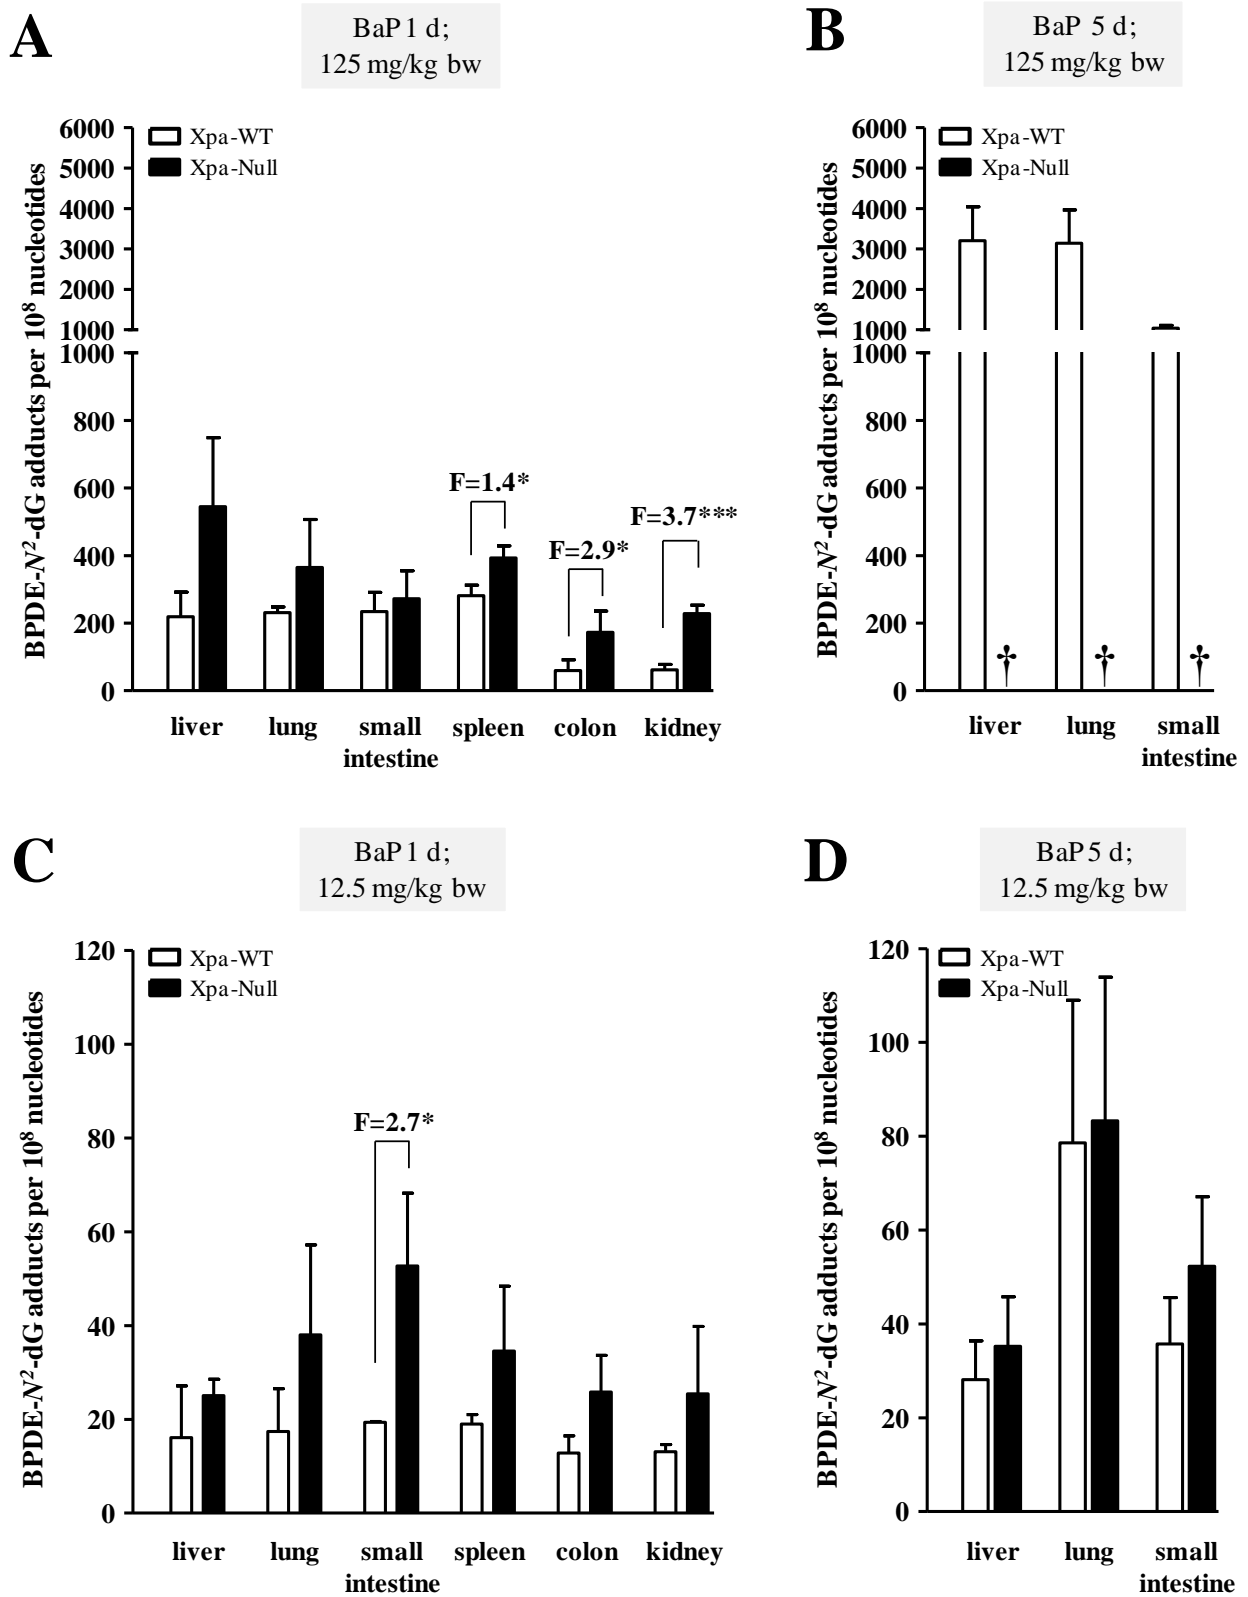 A
BaP 1 d;
125 mg/kg bw
BPDE-N²-dG adducts per 10⁸ nucleotides
6000
5000
4000
3000
2000
1000
1000
800
600
400
200
0
Xpa-WT
Xpa-Null
F=1.4*
F=2.9*
F=3.7***
liver
lung
small
intestine
spleen
colon
kidney
B
BaP 5 d;
125 mg/kg bw
BPDE-N²-dG adducts per 10⁸ nucleotides
6000
5000
4000
3000
2000
1000
1000
800
600
400
200
0
Xpa-WT
Xpa-Null
† † †
liver
lung
small
intestine
C
BaP 1 d;
12.5 mg/kg bw
BPDE-N²-dG adducts per 10⁸ nucleotides
120
100
80
60
40
20
0
Xpa-WT
Xpa-Null
F=2.7*
liver
lung
small
intestine
spleen
colon
kidney
D
BaP 5 d;
12.5 mg/kg bw
BPDE-N²-dG adducts per 10⁸ nucleotides
120
100
80
60
40
20
0
Xpa-WT
Xpa-Null
liver
lung
small
intestine